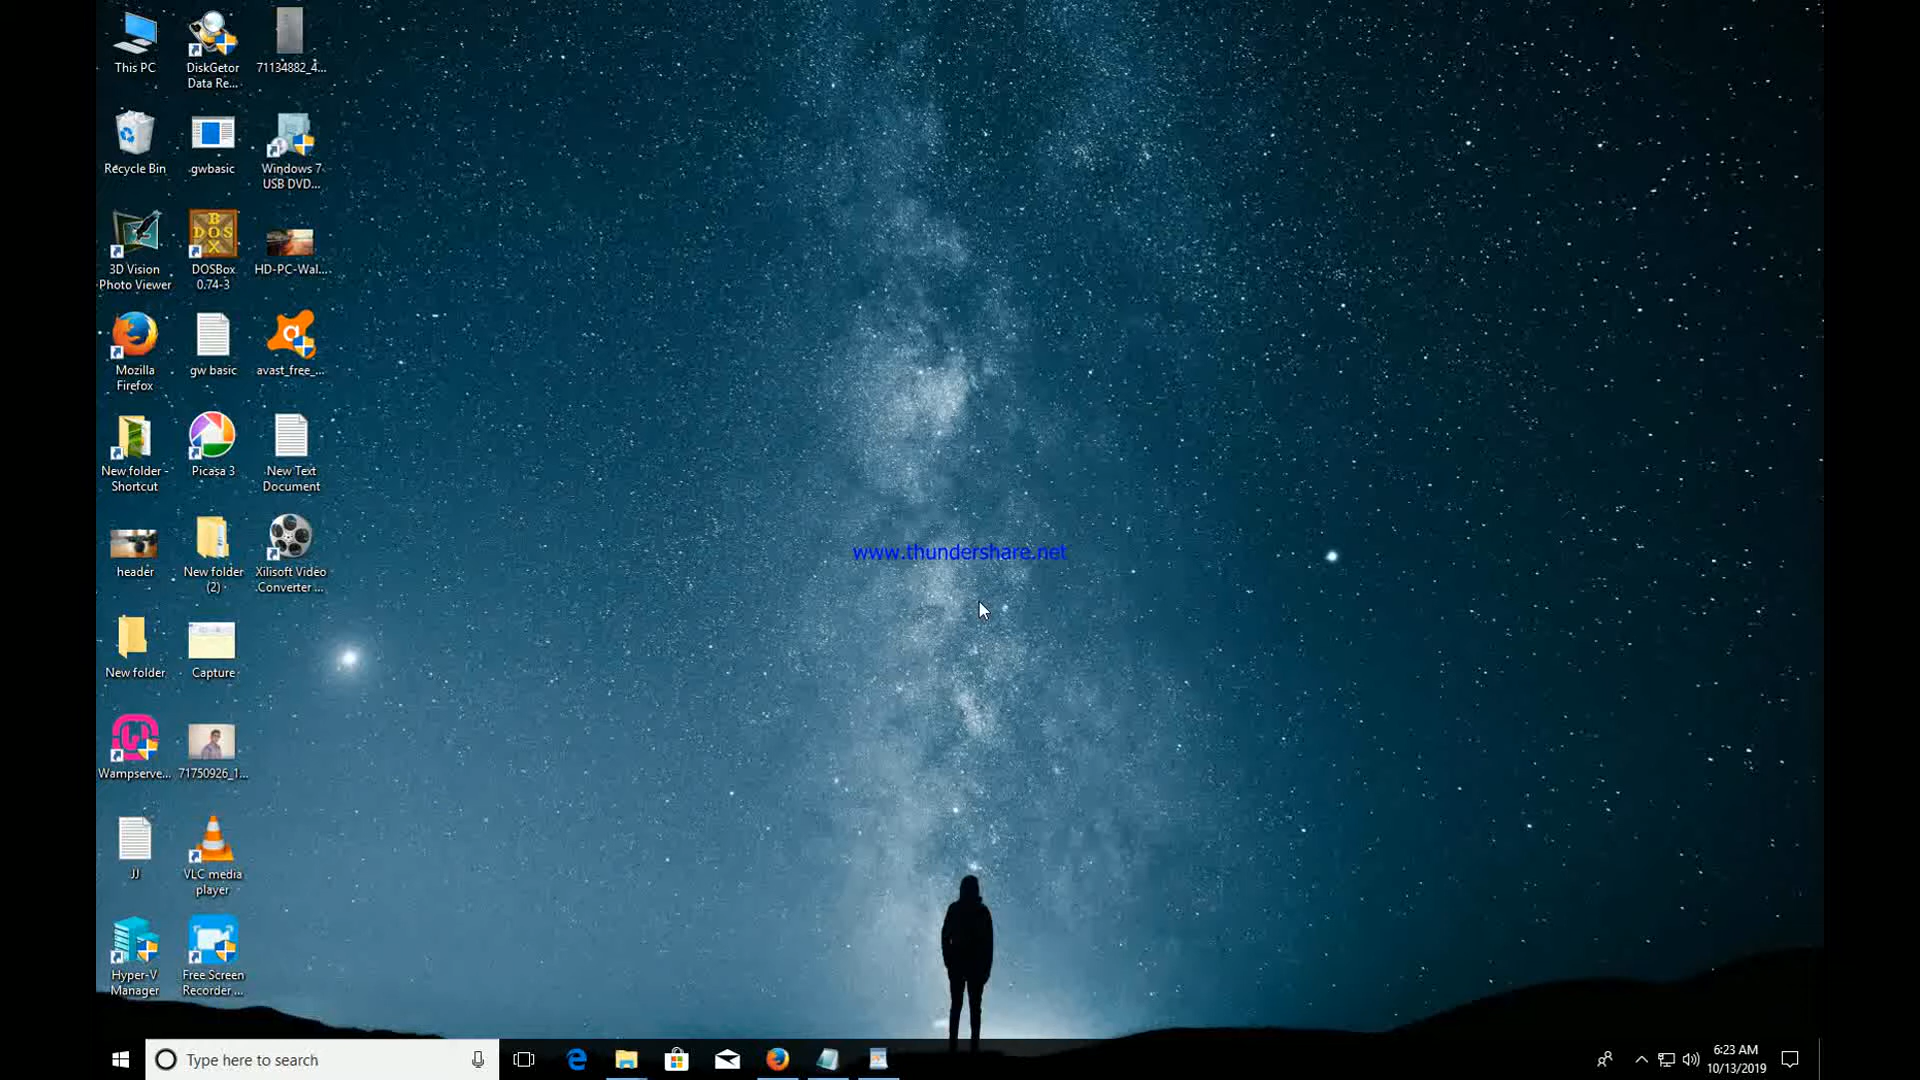 This PC
DiskGetor
Data Re...
71134882_4...
Recycle Bin
gwbasic
Windows 7
USB DVD...
3D Vision
Photo Viewer
BOX
DOS
DOSBox
0.74-3
HD-PC-Wal...
Mozilla
Firefox
gw basic
avast_free_...
New folder -
Shortcut
Picasa 3
New Text
Document
header
New folder
(2)
Xilisoft Video
Converter ...
www.thundershare.net
New folder
Capture
Wampserve...
71750926_1...
JJ
VLC media
player
Hyper-V
Manager
Free Screen
Recorder ...
Type here to search
6:23 AM
10/13/2019